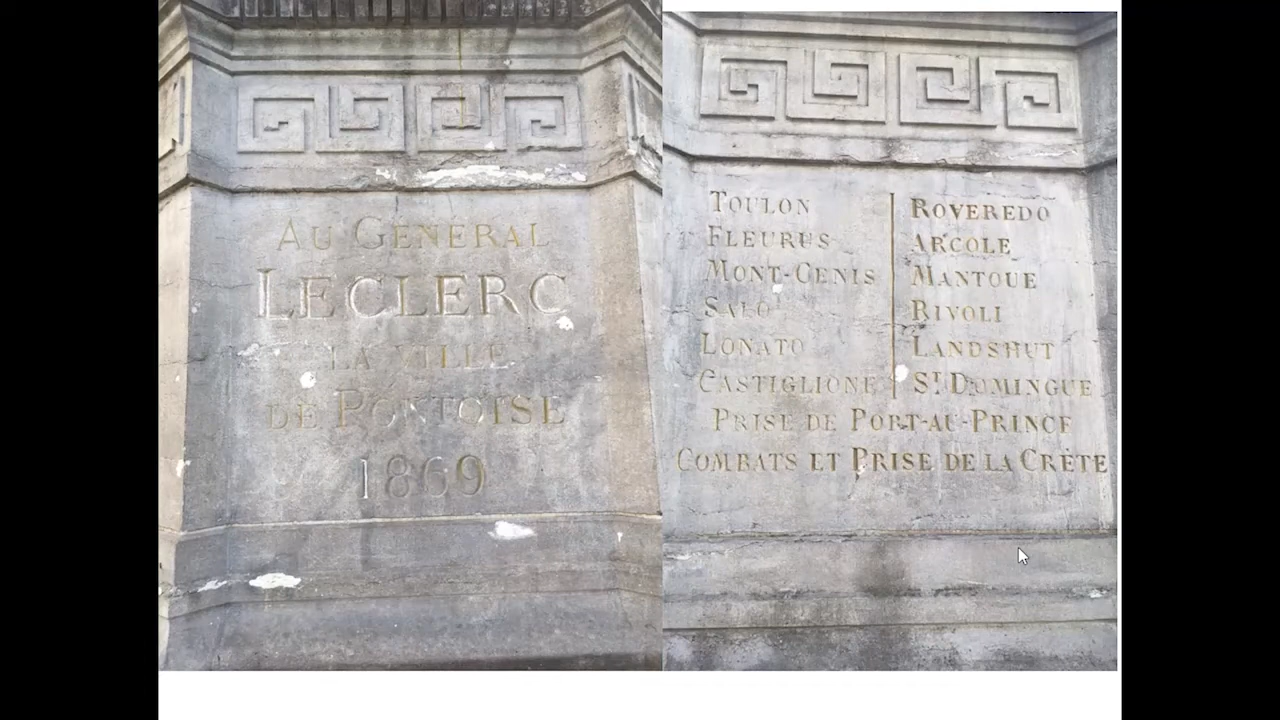 AU GENERAL
LECLERC
LA VILLE
DE PONTOISE
1869
TOULON
FLEURUS
MONT-CENIS
SALO
LONATO
CASTIGLIONE
ROVEREDO
ARCOLE
MANTOUE
RIVOLI
LANDSHUT
ST DOMINGUE
PRISE DE PORT-AU-PRINCE
COMBATS ET PRISE DE LA CRÊTE